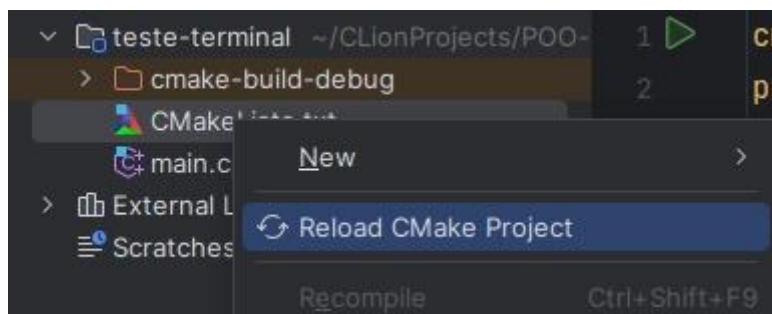 teste-terminal ~/CLionProjects/POO-
cmake-build-debug
main.c
External L
Scratches
New
Reload CMake Project
Recompile Ctrl+Shift+F9
1
2